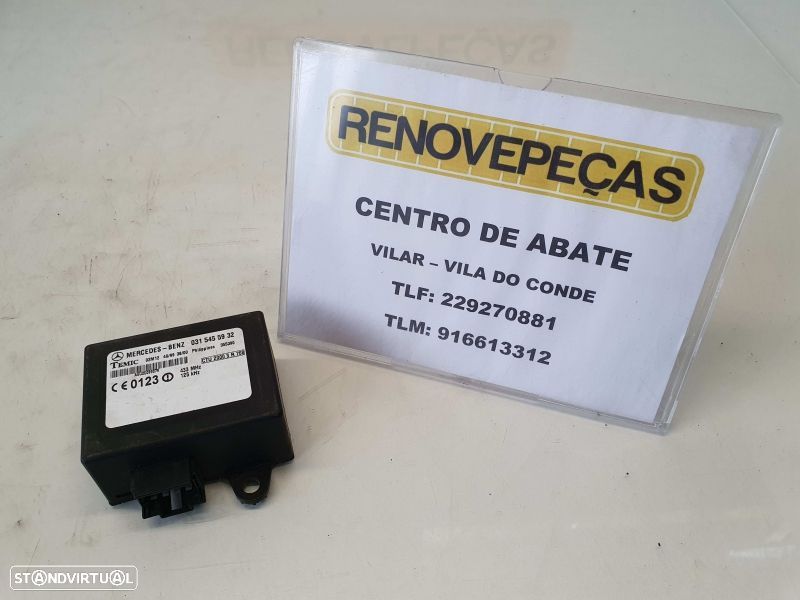 RENOVEPEÇAS
CENTRO DE ABATE
VILAR – VILA DO CONDE
TLF: 229270881
TLM: 916613312
MERCEDES-BENZ 031 545 59 32
TEMIC Philippines
CE 0123
433 MHz
125 kHz
STANDVIRTUAL